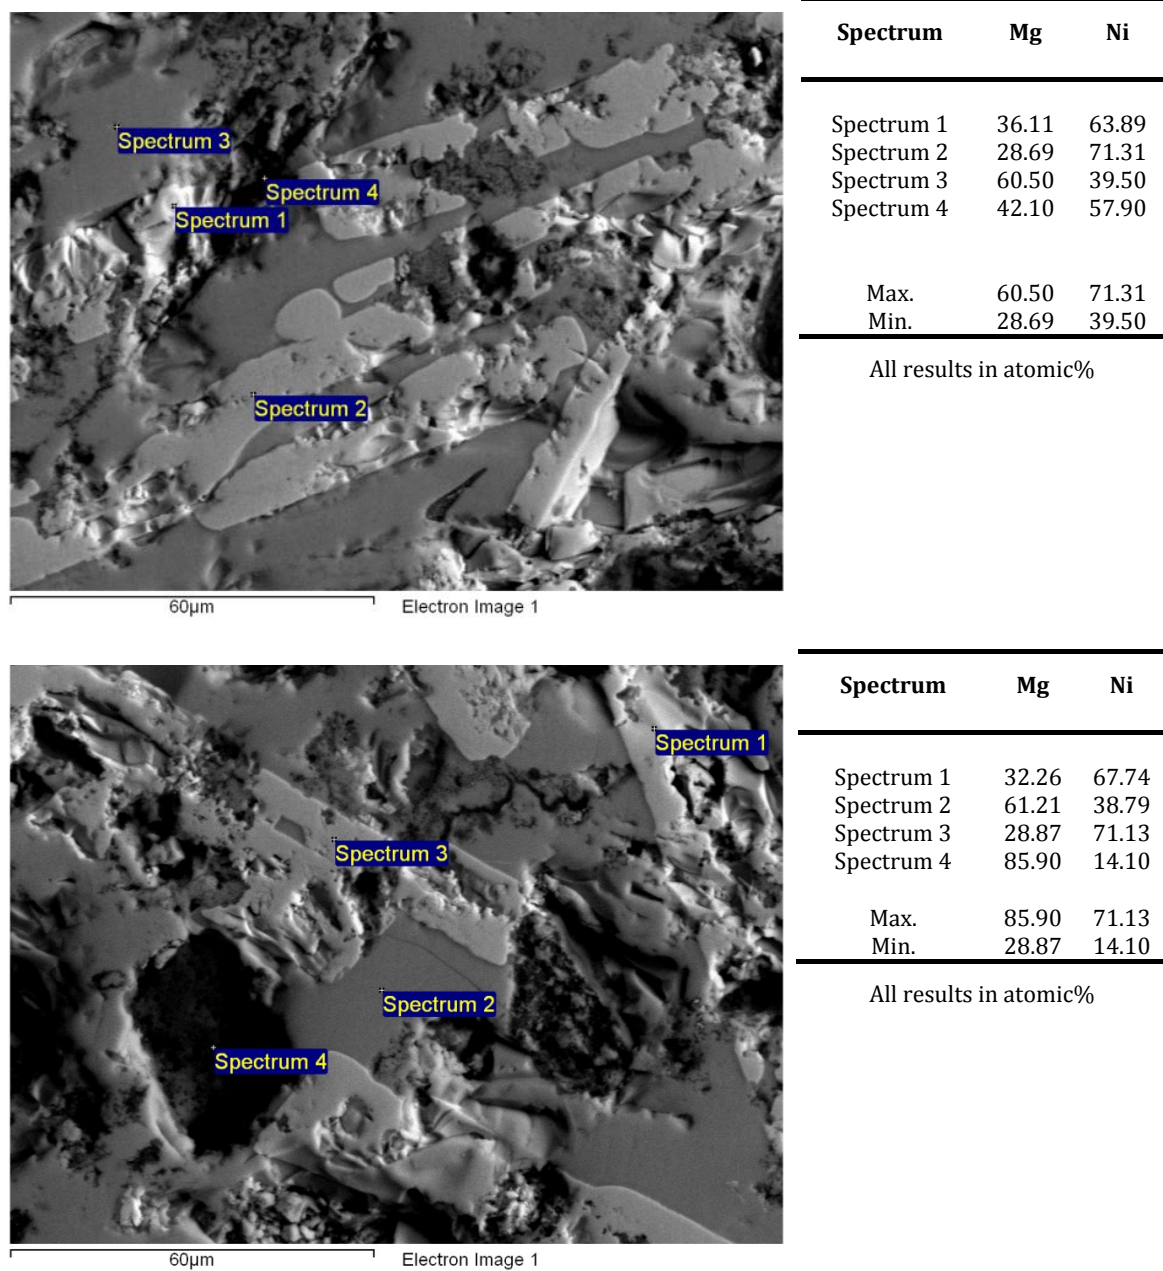 Spectrum 3
Spectrum 4
Spectrum 1
Spectrum 2
60µm Electron Image 1
Spectrum Mg Ni
Spectrum 1 36.11 63.89
Spectrum 2 28.69 71.31
Spectrum 3 60.50 39.50
Spectrum 4 42.10 57.90
Max. 60.50 71.31
Min. 28.69 39.50
All results in atomic%
Spectrum 1
Spectrum 3
Spectrum 2
Spectrum 4
60µm Electron Image 1
Spectrum Mg Ni
Spectrum 1 32.26 67.74
Spectrum 2 61.21 38.79
Spectrum 3 28.87 71.13
Spectrum 4 85.90 14.10
Max. 85.90 71.13
Min. 28.87 14.10
All results in atomic%